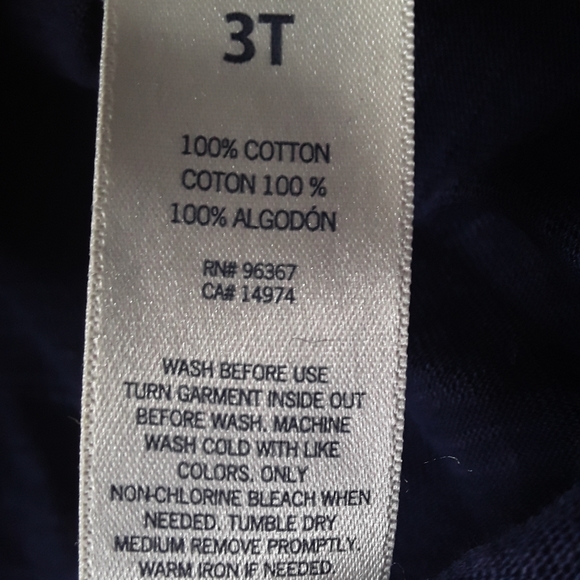 3T
100% COTTON
COTON 100 %
100% ALGODÓN
RN# 96367
CA# 14974
WASH BEFORE USE
TURN GARMENT INSIDE OUT
BEFORE WASH. MACHINE
WASH COLD WITH LIKE
COLORS. ONLY
NON-CHLORINE BLEACH WHEN
NEEDED. TUMBLE DRY
MEDIUM REMOVE PROMPTLY.
WARM IRON IF NEEDED.